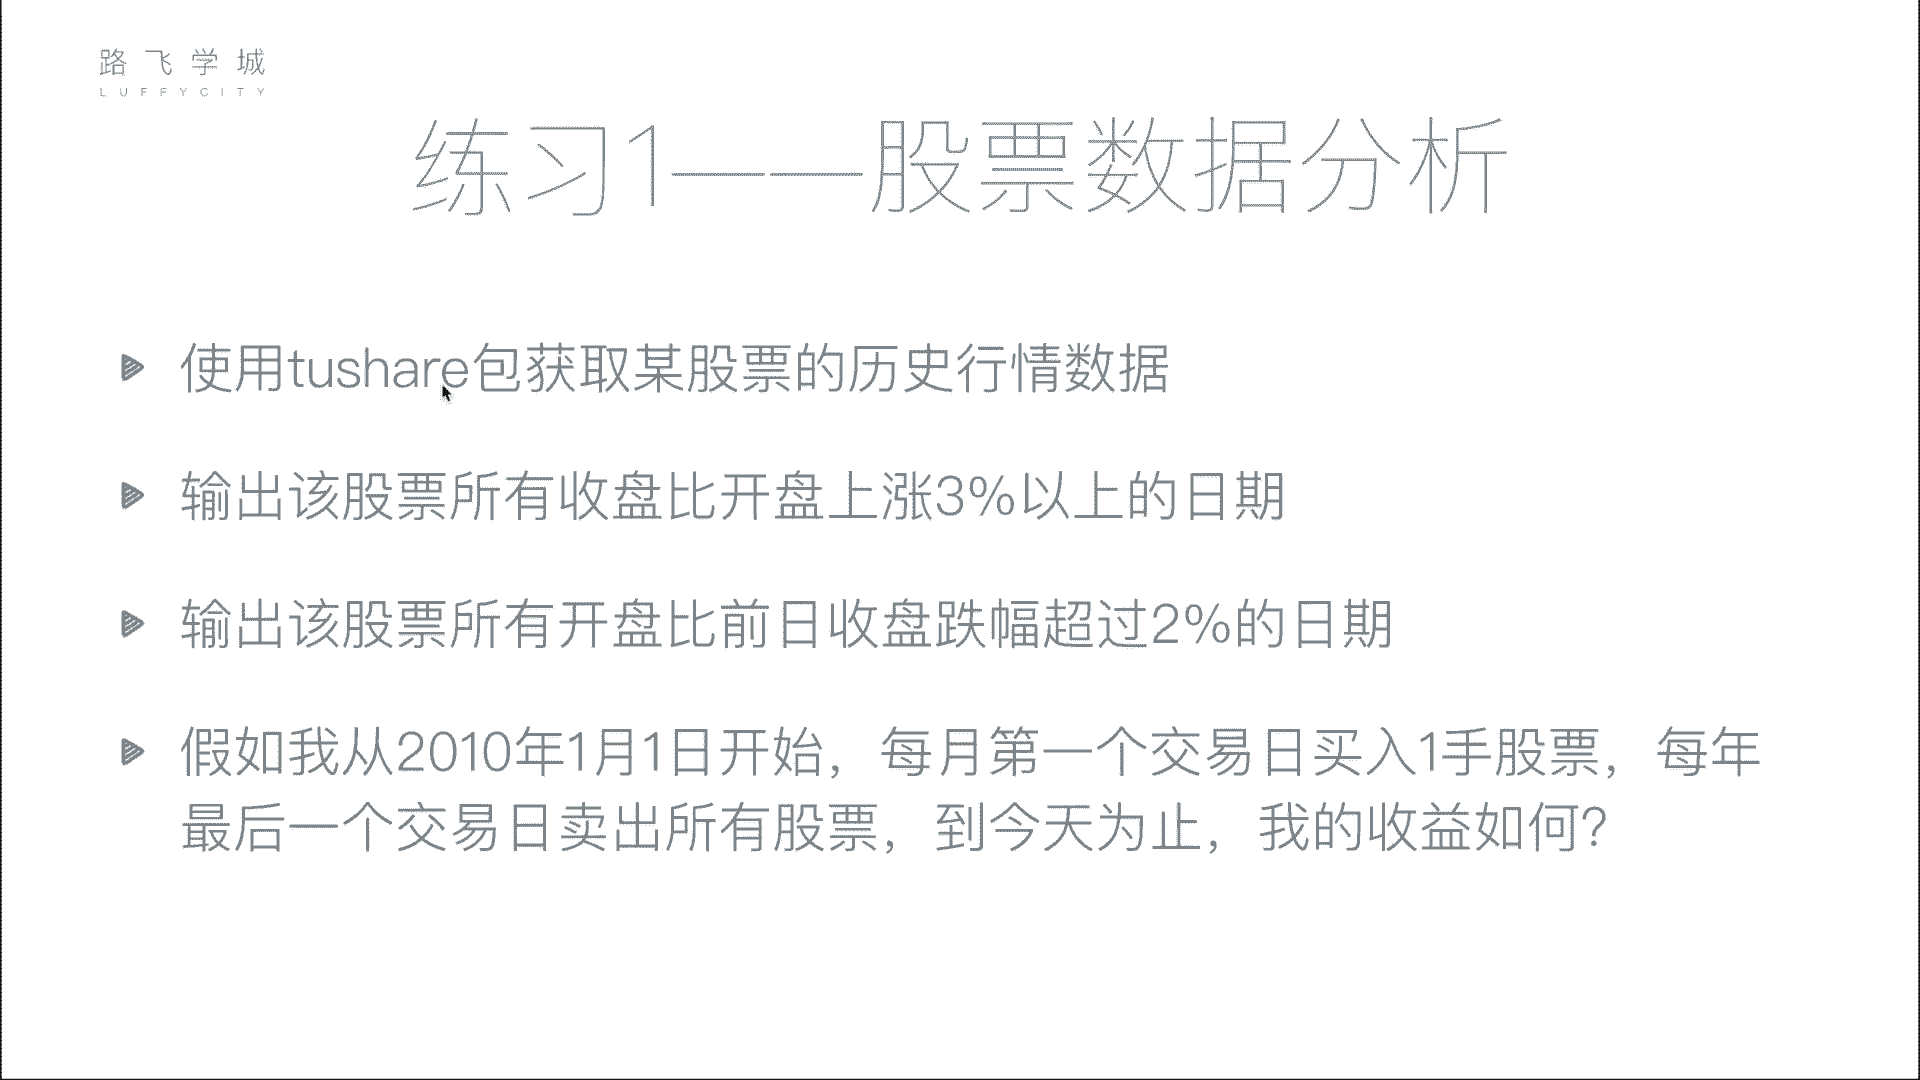 路飞学城
LUFFYCITY
练习1——股票数据分析
使用tushare包获取某股票的历史行情数据
输出该股票所有收盘比开盘上涨3%以上的日期
输出该股票所有开盘比前日收盘跌幅超过2%的日期
假如我从2010年1月1日开始，每月第一个交易日买入1手股票，每年
最后一个交易日卖出所有股票，到今天为止，我的收益如何？